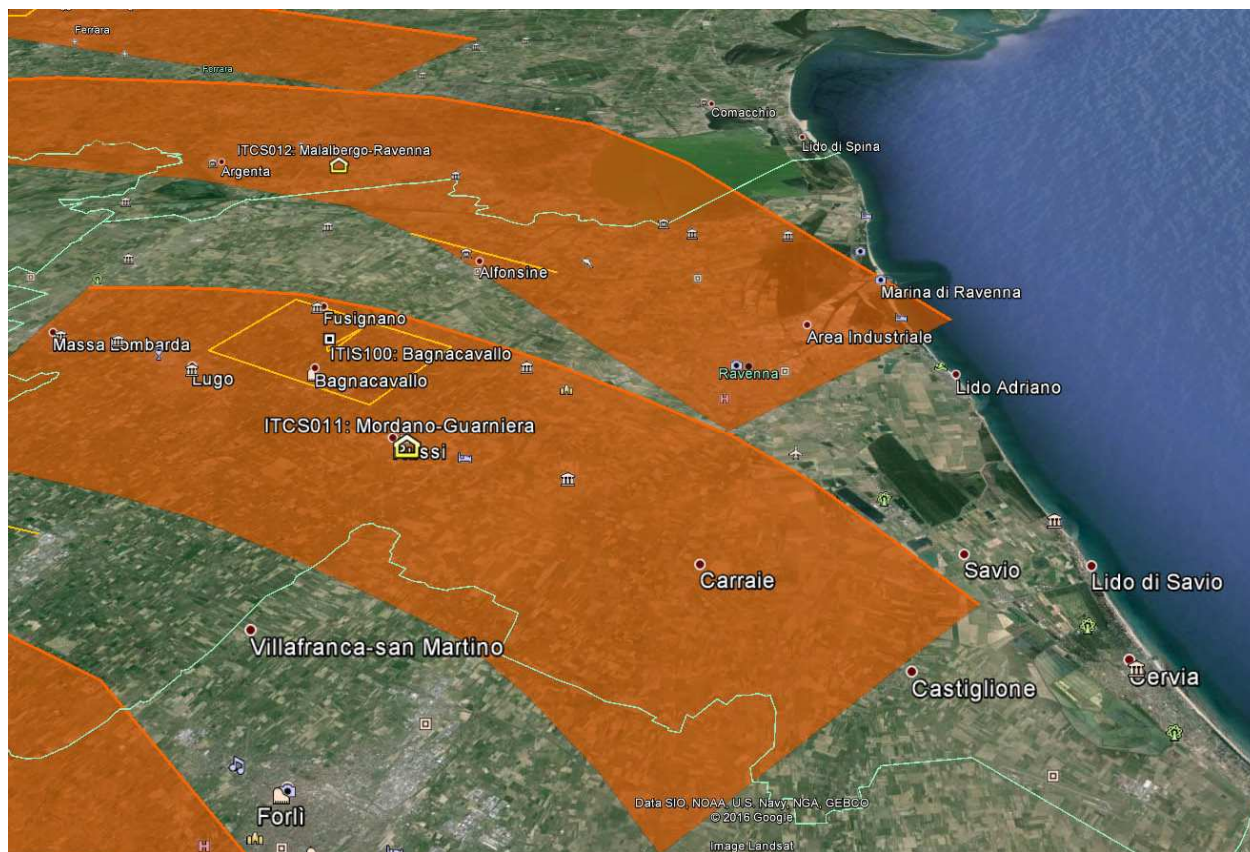 Ferrara
Ferrara
Comacchio
Lido di Spina
ITCS012: Malalbergo-Ravenna
Argenta
Alfonsine
Marina di Ravenna
Fusignano
Area Industriale
Massa Lombarda
ITIS100: Bagnacavallo
Lugo
Bagnacavallo
Ravenna
Lido Adriano
H
ITCS011: Mordano-Guarniera
Carraie
Savio
Lido di Savio
Villafranca-san Martino
Castiglione
Cervia
Data SIO, NOAA, U.S. Navy, NGA, GEBCO
© 2016 Google
Forlì
H
Image Landsat